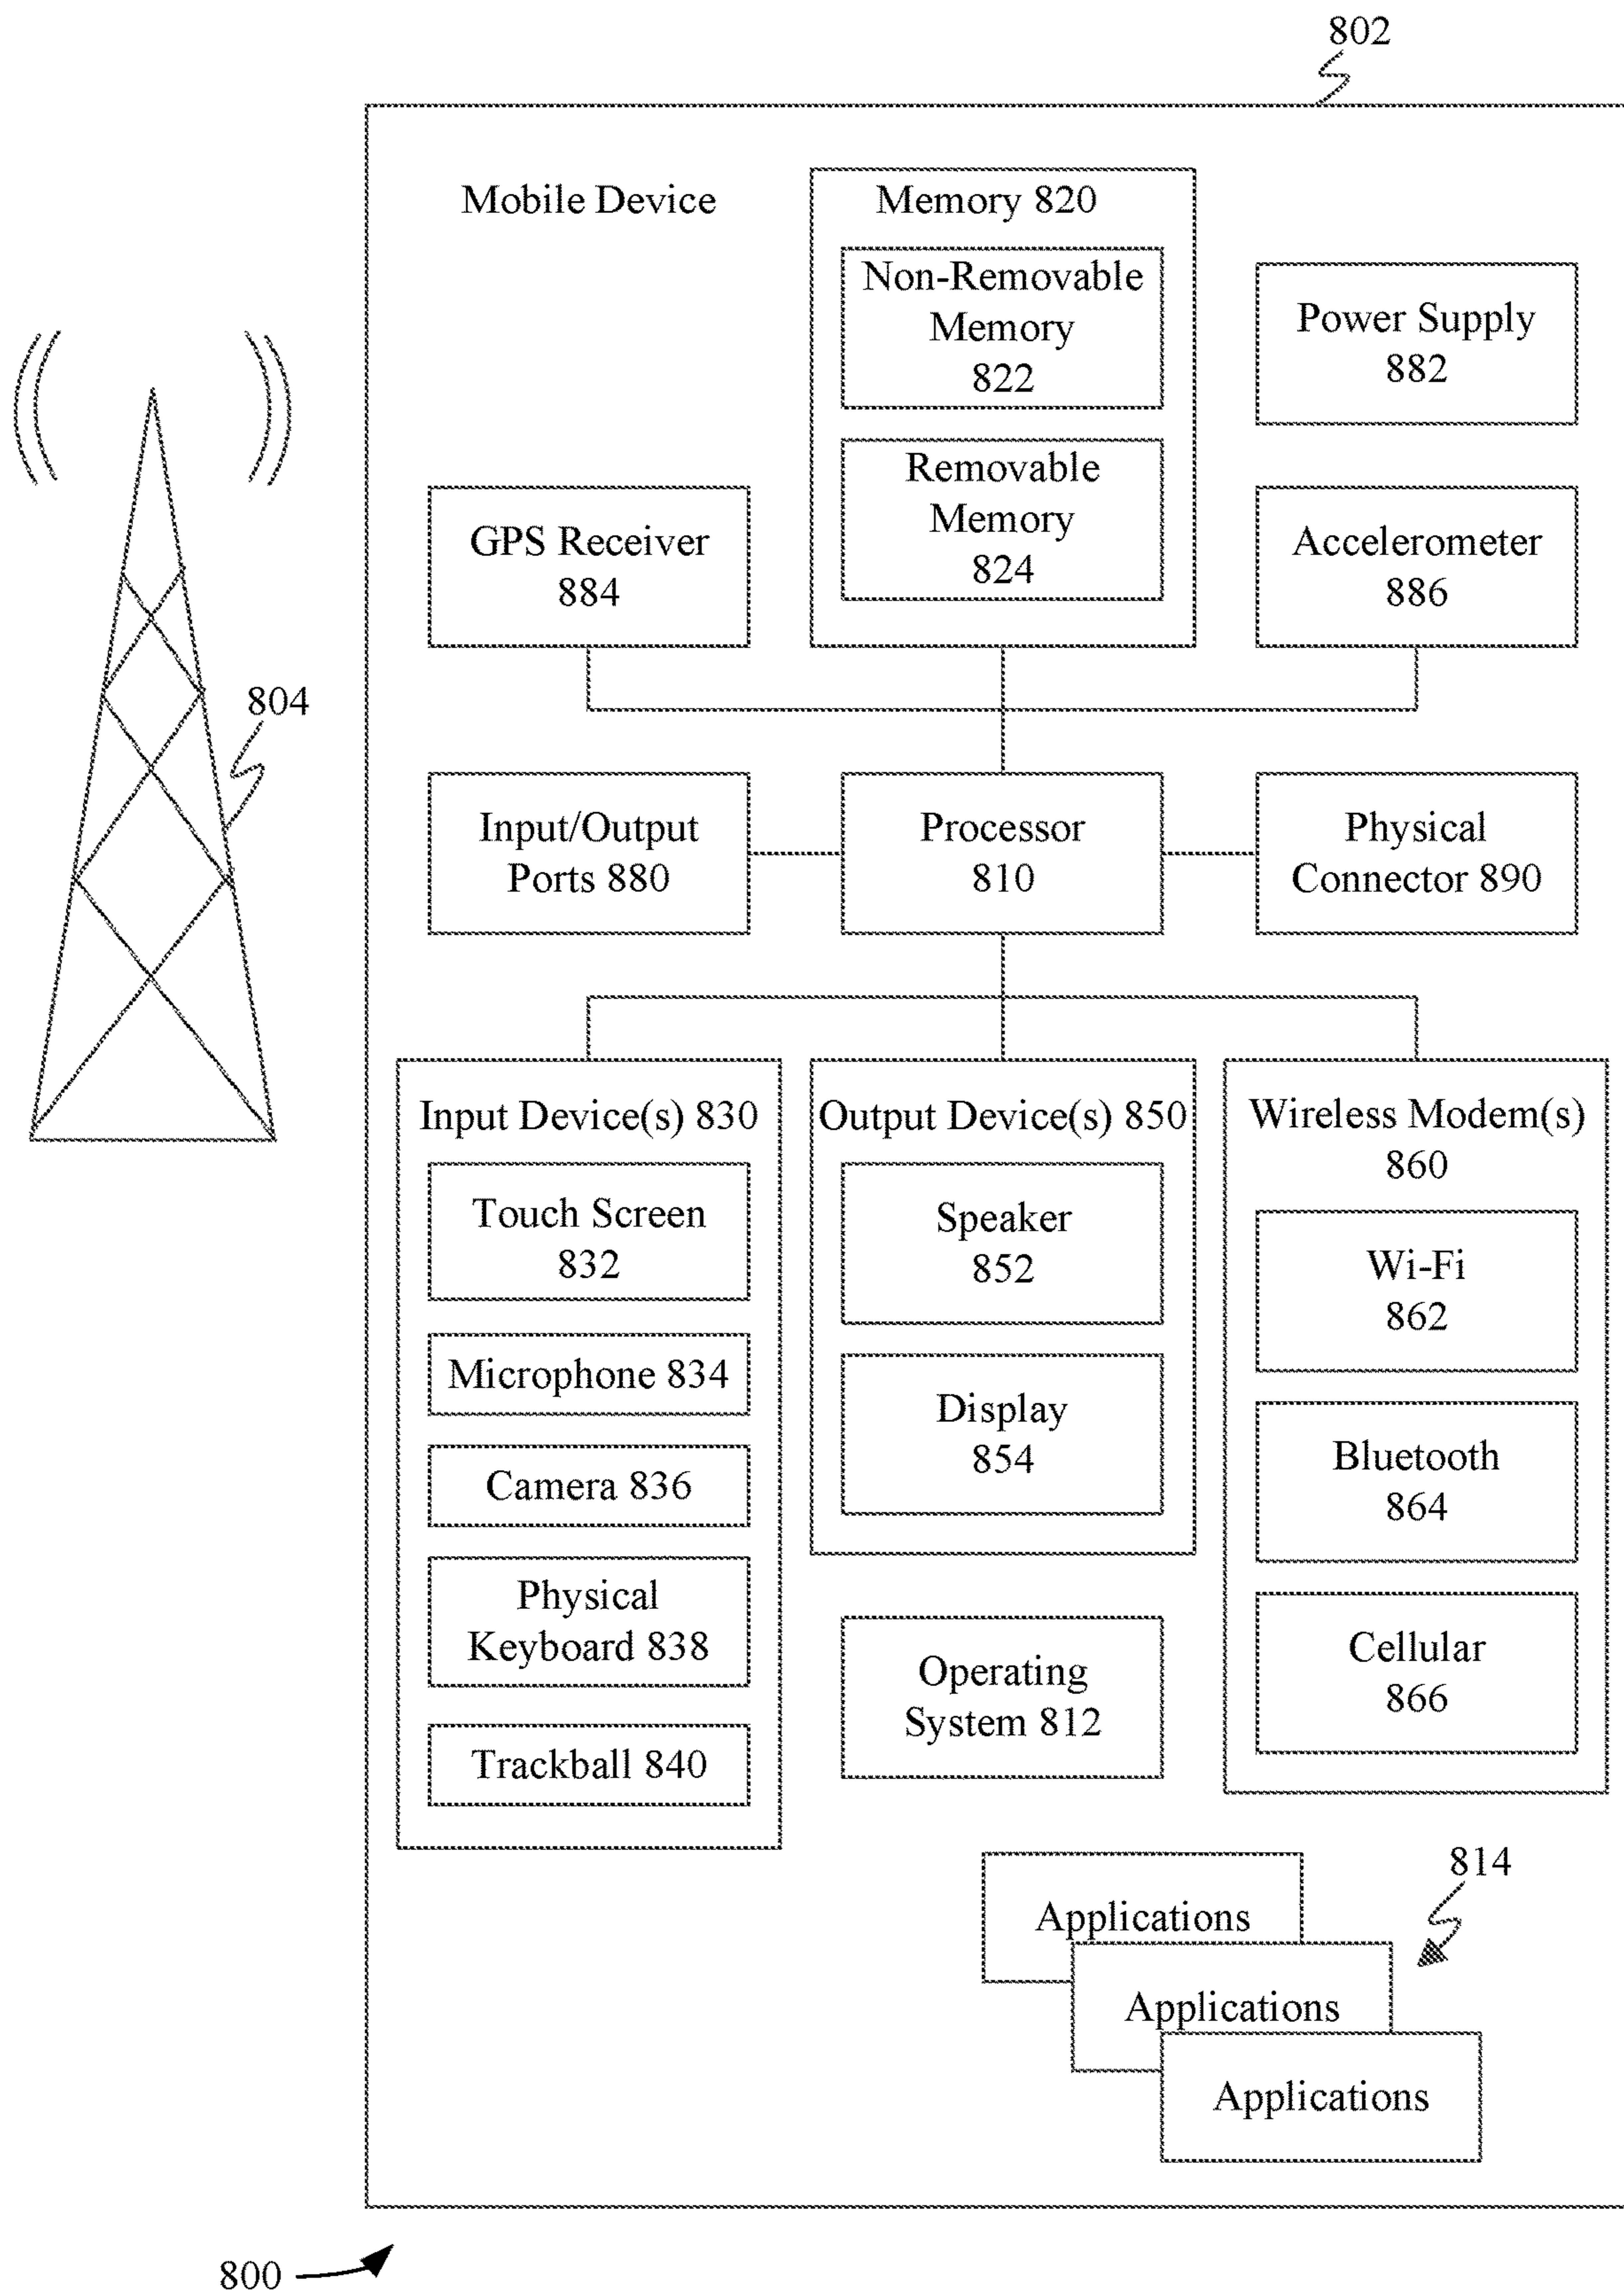 802
Mobile Device
Memory 820
Non-Removable
Memory
822
Power Supply
882
Removable
Memory
824
GPS Receiver
884
Accelerometer
886
804
Input/Output
Ports 880
Processor
810
Physical
Connector 890
Input Device(s) 830
Touch Screen
832
Microphone 834
Camera 836
Physical
Keyboard 838
Trackball 840
Output Device(s) 850
Speaker
852
Display
854
Wireless Modem(s)
860
Wi-Fi
862
Bluetooth
864
Cellular
866
Operating
System 812
814
Applications
Applications
Applications
800